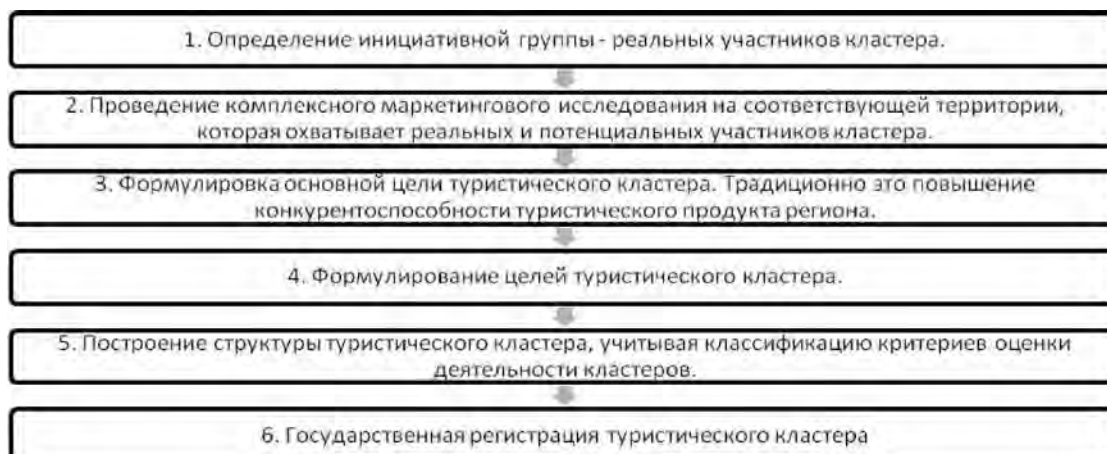 1. Определение инициативной группы - реальных участников кластера.
2. Проведение комплексного маркетингового исследования на соответствующей территории,
которая охватывает реальных и потенциальных участников кластера.
3. Формулировка основной цели туристического кластера. Традиционно это повышение
конкурентоспособности туристического продукта региона.
4. Формулирование целей туристического кластера.
5. Построение структуры туристического кластера, учитывая классификацию критериев оценки
деятельности кластеров.
6. Государственная регистрация туристического кластера